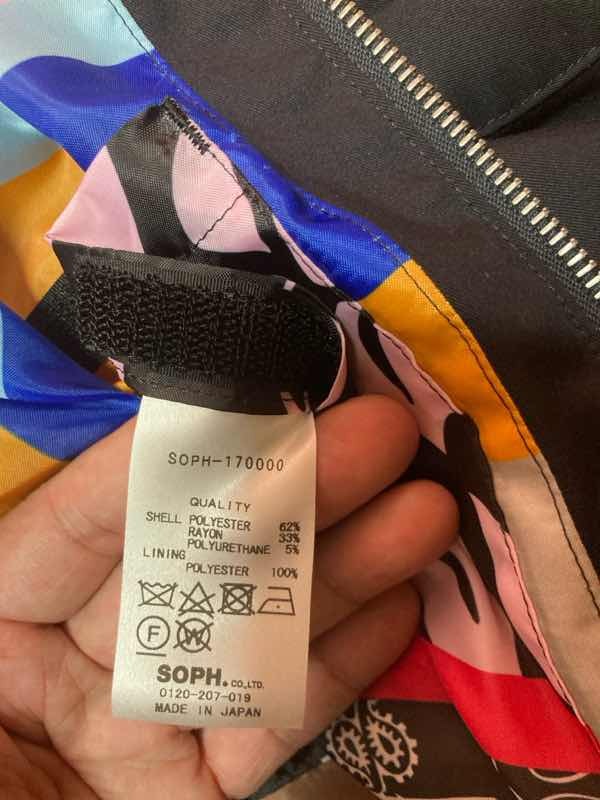 SOPH-170000
QUALITY
SHELL POLYESTER 62%
RAYON 33%
POLYURETHANE 5%
LINING
POLYESTER 100%
F W
SOPH. CO.,LTD.
0120-207-019
MADE IN JAPAN